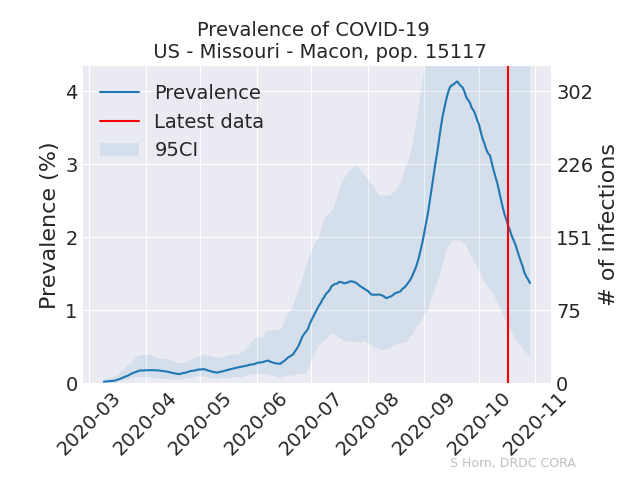 Prevalence of COVID-19
US - Missouri - Macon, pop. 15117
Prevalence
Latest data
95CI
Prevalence (%)
4
3
2
1
0
# of infections
302
226
151
75
0
2020-03
2020-04
2020-05
2020-06
2020-07
2020-08
2020-09
2020-10
2020-11
S Horn, DRDC CORA